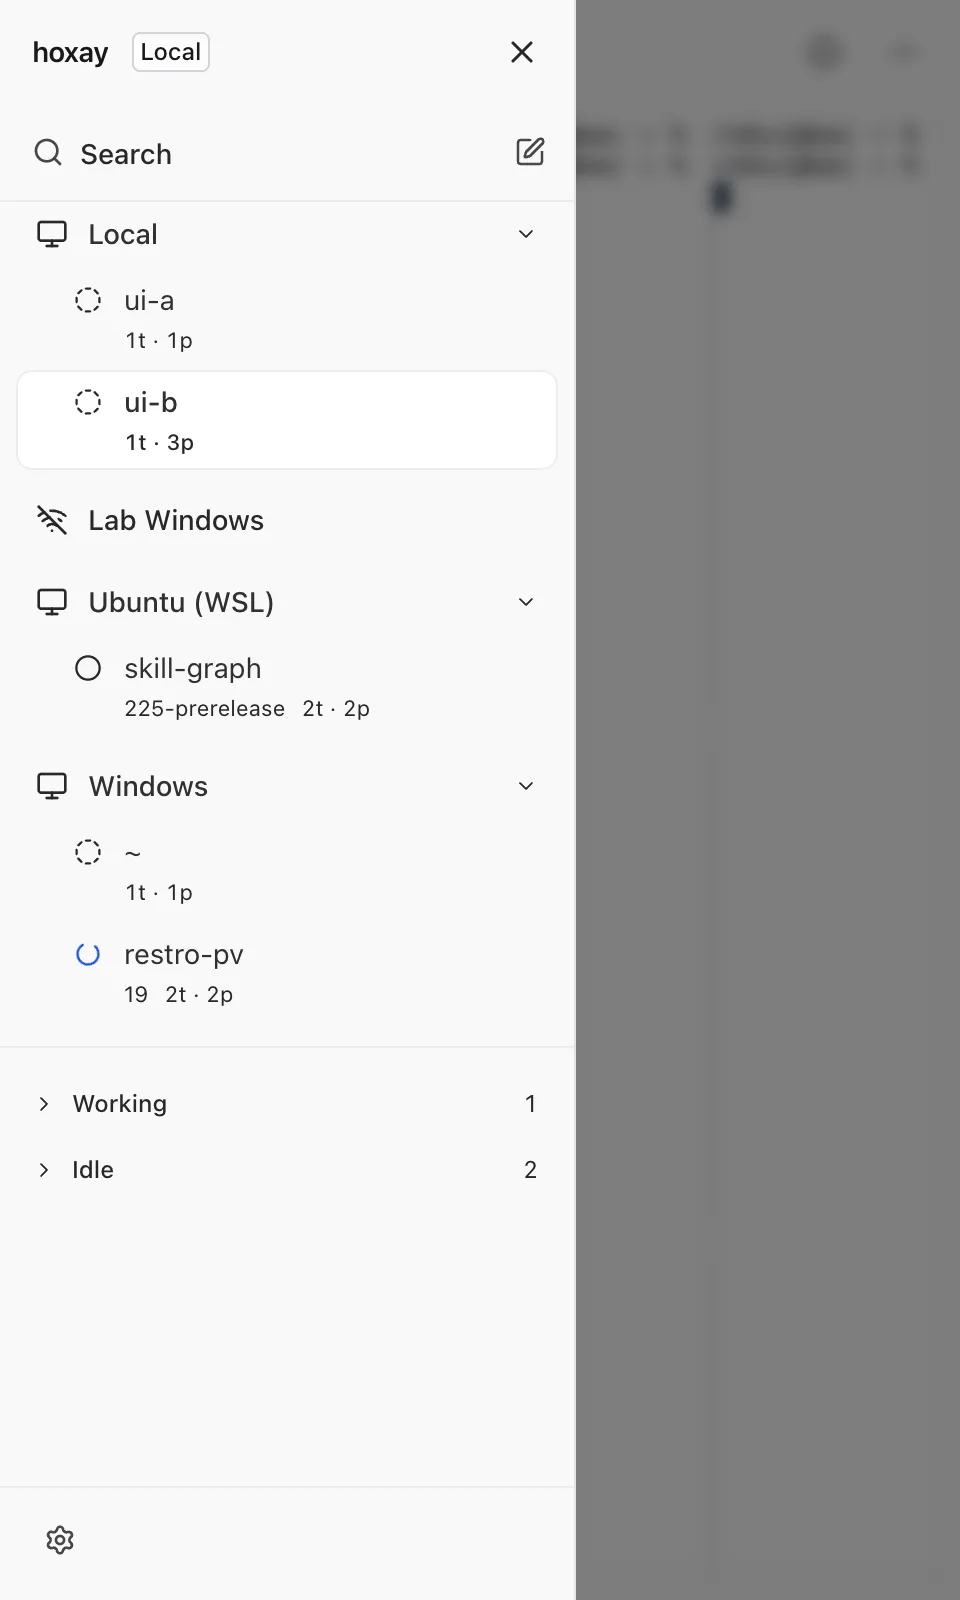 hoxay Local
Search
Local
ui-a
1t · 1p
ui-b
1t · 3p
Lab Windows
Ubuntu (WSL)
skill-graph
225-prerelease 2t · 2p
Windows
~
1t · 1p
restro-pv
19 2t · 2p
Working 1
Idle 2